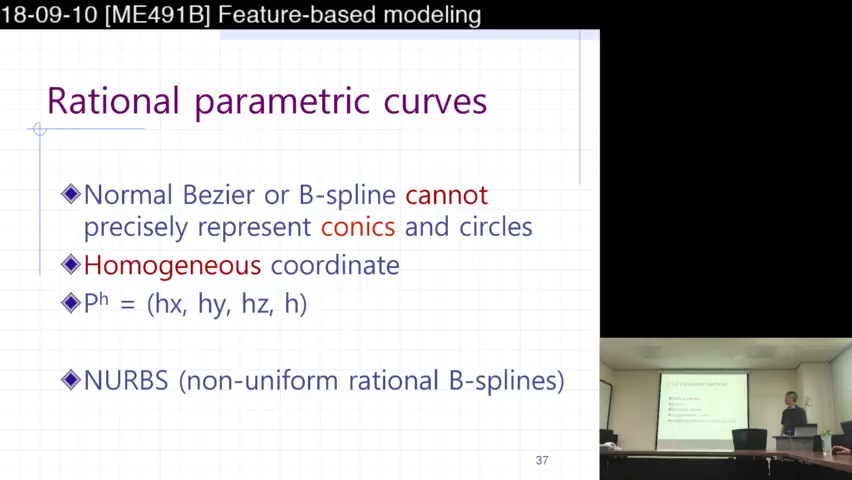 18-09-10 [ME491B] Feature-based modeling
Rational parametric curves
Normal Bezier or B-spline cannot
precisely represent conics and circles
Homogeneous coordinate
Pʰ = (hx, hy, hz, h)
NURBS (non-uniform rational B-splines)
37